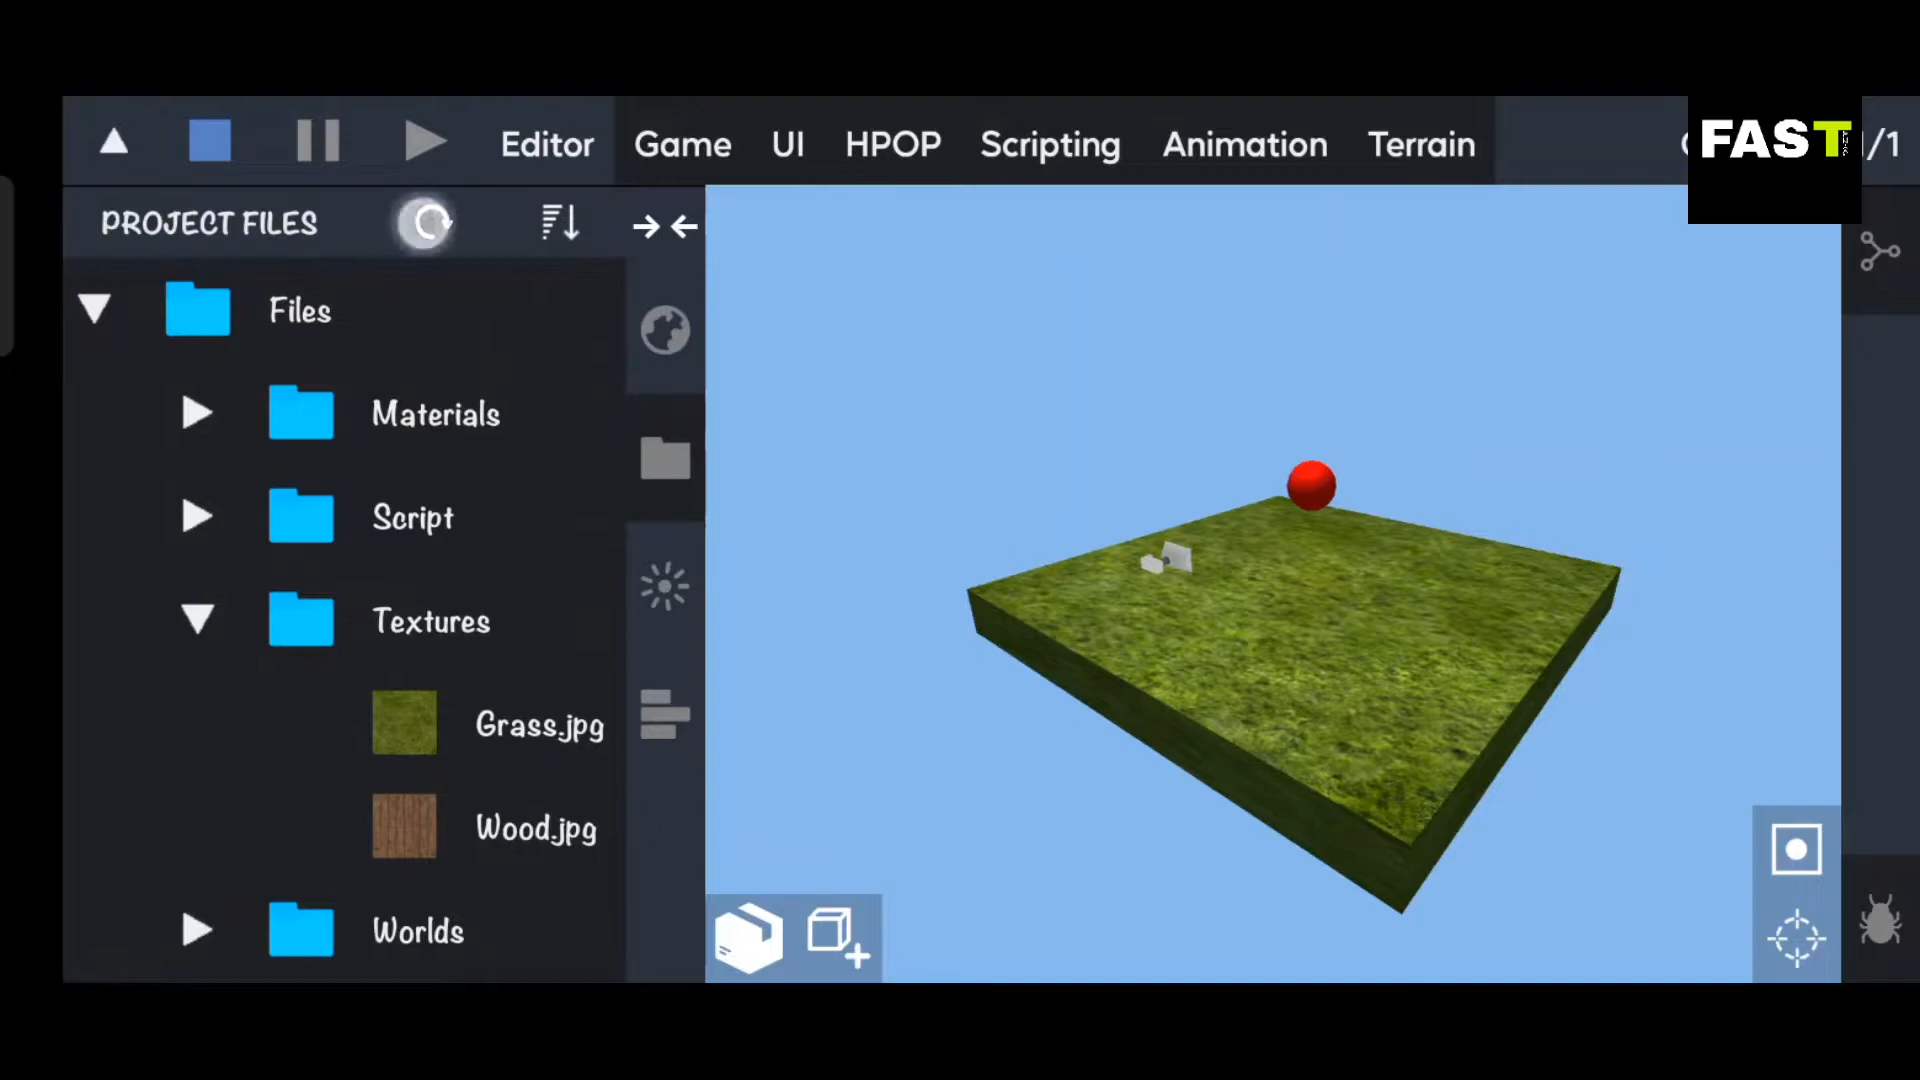 Editor Game UI HPOP Scripting Animation Terrain
FAST
/1
PROJECT FILES
Files
Materials
Script
Textures
Grass.jpg
Wood.jpg
Worlds